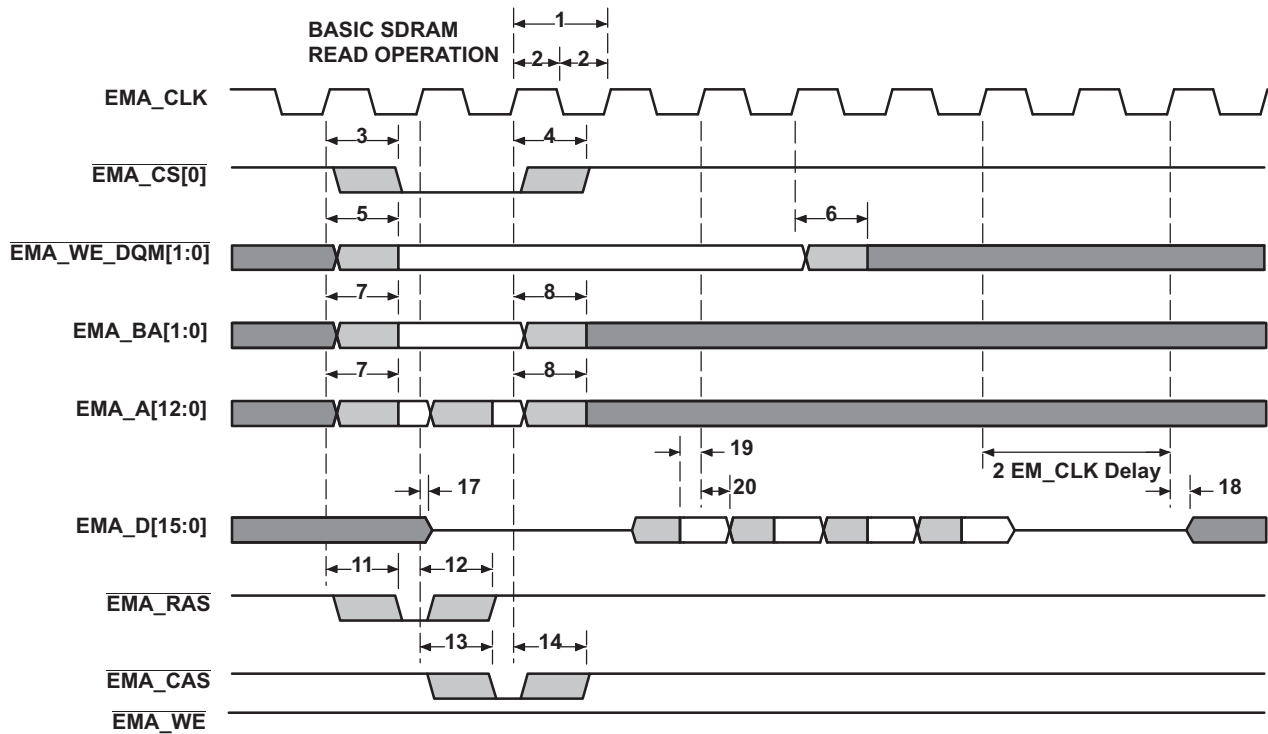 BASIC SDRAM
READ OPERATION
1
2 2
EMA_CLK
3 4
EMA_CS[0]
5 6
EMA_WE_DQM[1:0]
7 8
EMA_BA[1:0]
7 8
EMA_A[12:0]
19
2 EM_CLK Delay
17 20 18
EMA_D[15:0]
11 12
EMA_RAS
13 14
EMA_CAS
EMA_WE